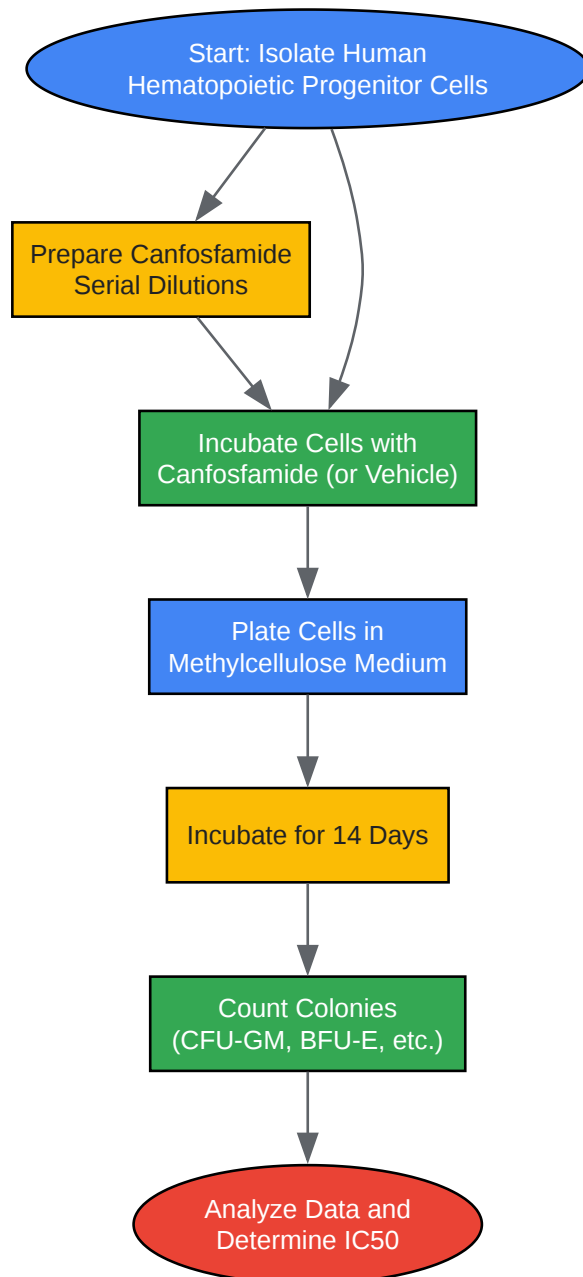 Start: Isolate Human
Hematopoietic Progenitor Cells
Prepare Canfosfamide
Serial Dilutions
Incubate Cells with
Canfosfamide (or Vehicle)
Plate Cells in
Methylcellulose Medium
Incubate for 14 Days
Count Colonies
(CFU-GM, BFU-E, etc.)
Analyze Data and
Determine IC50